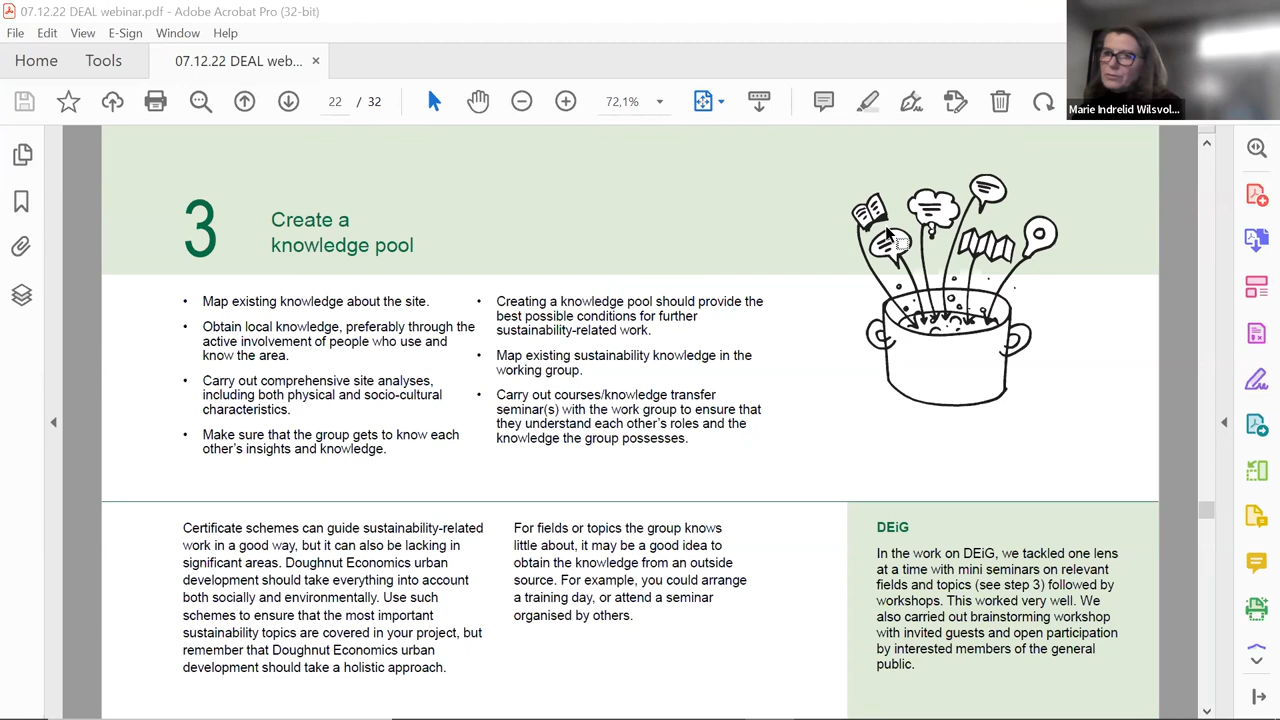 07.12.22 DEAL webinar.pdf - Adobe Acrobat Pro (32-bit)
File Edit View E-Sign Window Help
Home Tools 07.12.22 DEAL web... ×
22 / 32 72,1%
Marie Indrelid Wilsvol...
3
Create a
knowledge pool
• Map existing knowledge about the site.
• Obtain local knowledge, preferably through the
active involvement of people who use and
know the area.
• Carry out comprehensive site analyses,
including both physical and socio-cultural
characteristics.
• Make sure that the group gets to know each
other's insights and knowledge.
• Creating a knowledge pool should provide the
best possible conditions for further
sustainability-related work.
• Map existing sustainability knowledge in the
working group.
• Carry out courses/knowledge transfer
seminar(s) with the work group to ensure that
they understand each other's roles and the
knowledge the group possesses.
Certificate schemes can guide sustainability-related
work in a good way, but it can also be lacking in
significant areas. Doughnut Economics urban
development should take everything into account
both socially and environmentally. Use such
schemes to ensure that the most important
sustainability topics are covered in your project, but
remember that Doughnut Economics urban
development should take a holistic approach.
For fields or topics the group knows
little about, it may be a good idea to
obtain the knowledge from an outside
source. For example, you could arrange
a training day, or attend a seminar
organised by others.
DEiG
In the work on DEiG, we tackled one lens
at a time with mini seminars on relevant
fields and topics (see step 3) followed by
workshops. This worked very well. We
also carried out brainstorming workshop
with invited guests and open participation
by interested members of the general
public.